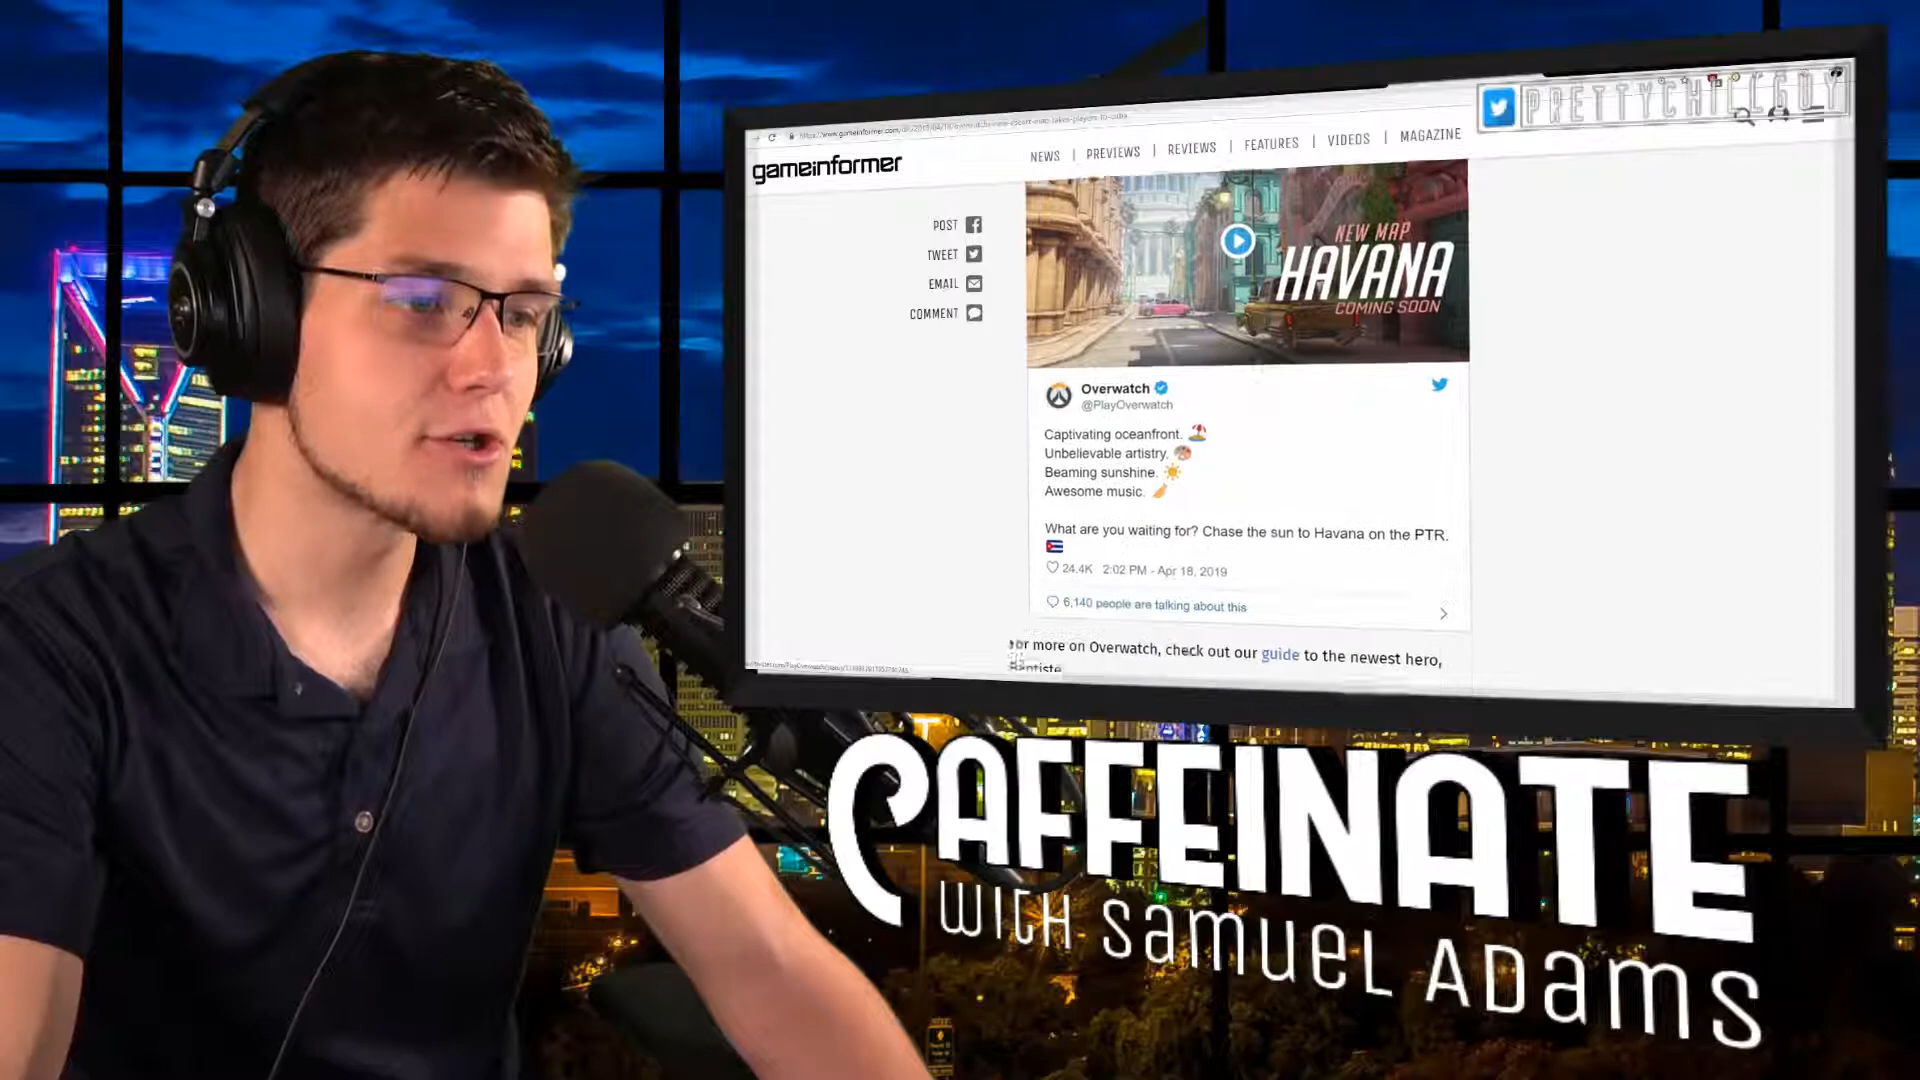 PRETTYCHILLGUY
gameinformer
NEWS | PREVIEWS | REVIEWS | FEATURES | VIDEOS | MAGAZINE
POST
TWEET
EMAIL
COMMENT
NEW MAP
HAVANA
COMING SOON
Overwatch
@PlayOverwatch
Captivating oceanfront. 🏖️
Unbelievable artistry. 🎨
Beaming sunshine. ☀️
Awesome music. 🎺
What are you waiting for? Chase the sun to Havana on the PTR.
🇨🇺
24.4K 2:02 PM - Apr 18, 2019
6,140 people are talking about this
For more on Overwatch, check out our guide to the newest hero,
Baptiste
CAFFEINATE
WITH SAMUEL ADAMS